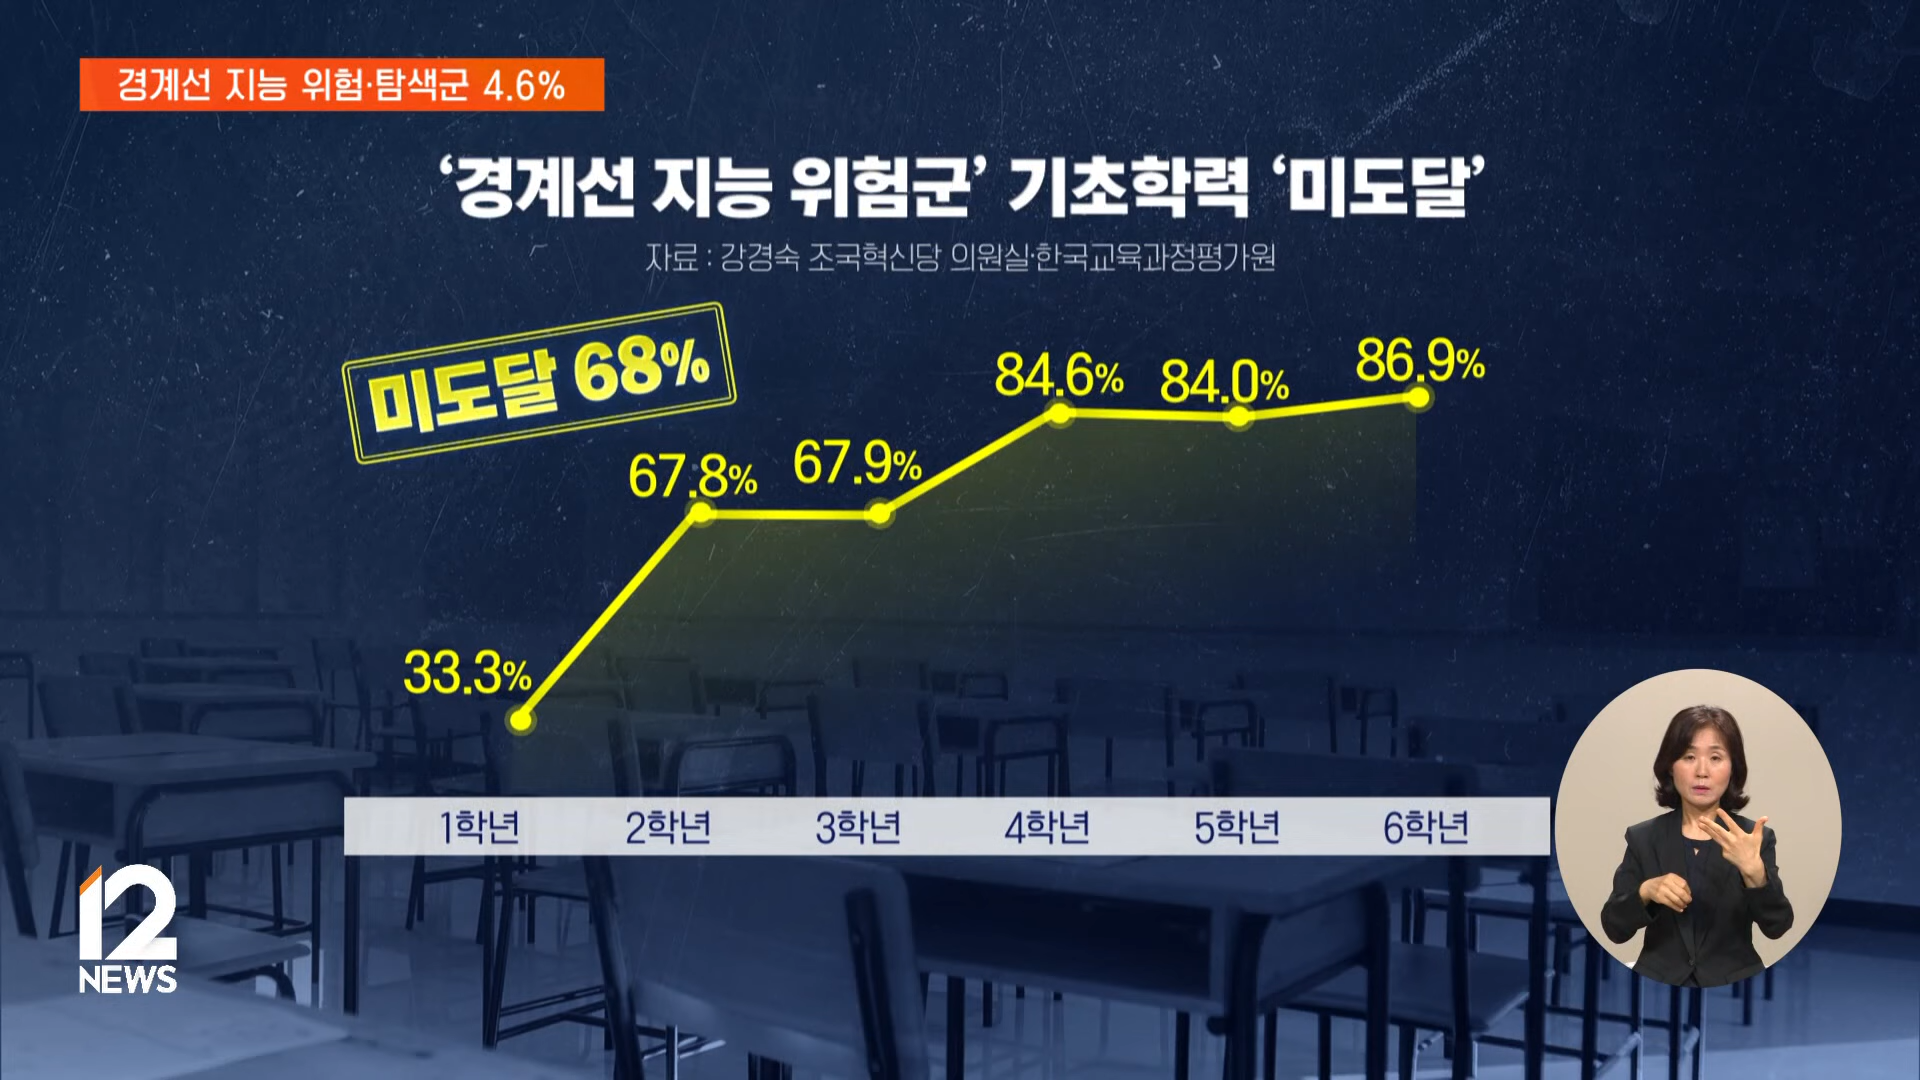 경계선 지능 위험·탐색군 4.6%
‘경계선 지능 위험군’ 기초학력 ‘미도달’
자료 : 강경숙 조국혁신당 의원실·한국교육과정평가원
미도달 68%
33.3%
67.8%
67.9%
84.6%
84.0%
86.9%
1학년 2학년 3학년 4학년 5학년 6학년
12
NEWS